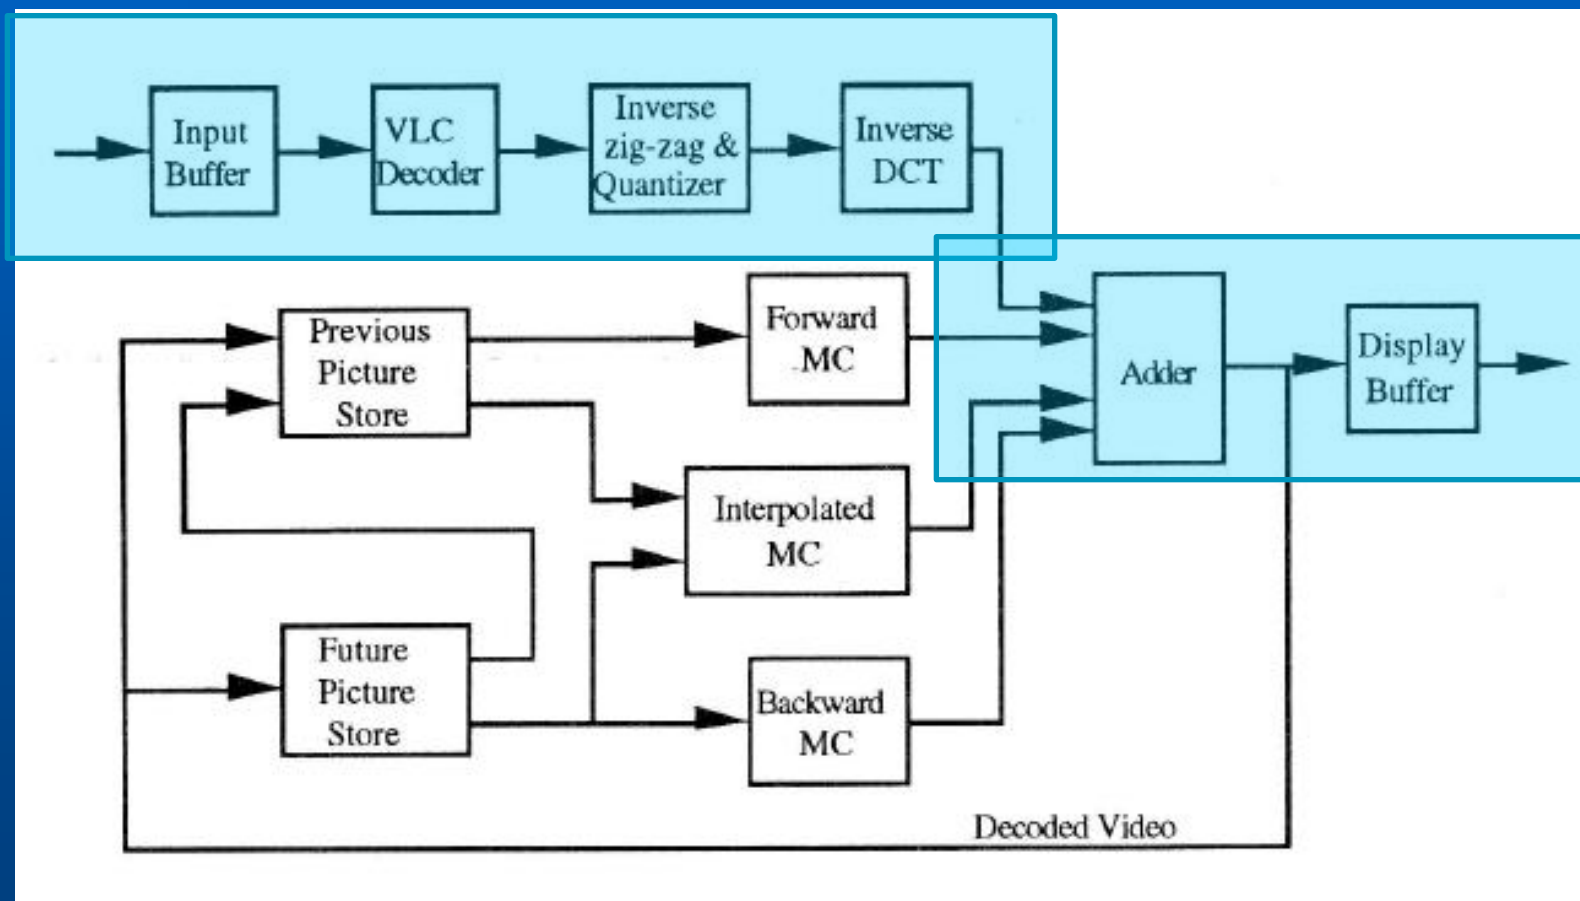 Input
Buffer
VLC
Decoder
Inverse
zig-zag &
Quantizer
Inverse
DCT
Previous
Picture
Store
Forward
MC
Adder
Display
Buffer
Interpolated
MC
Future
Picture
Store
Backward
MC
Decoded Video